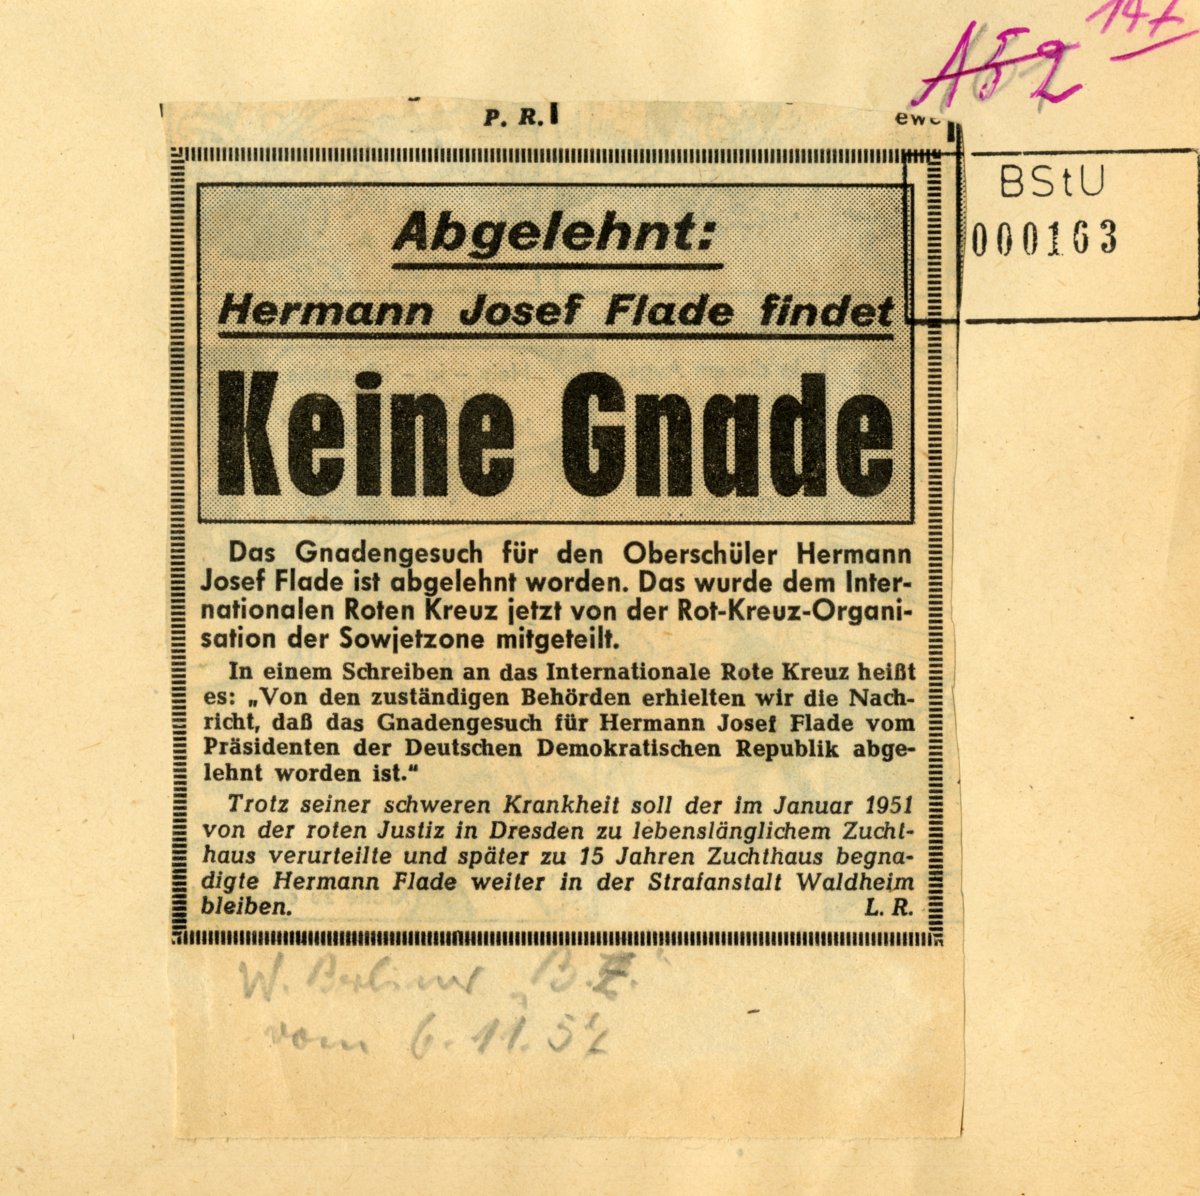 147
P. R.
BStU
000163
Abgelehnt:
Hermann Josef Flade findet
Keine Gnade
Das Gnadengesuch für den Oberschüler Hermann
Josef Flade ist abgelehnt worden. Das wurde dem Inter-
nationalen Roten Kreuz jetzt von der Rot-Kreuz-Organi-
sation der Sowjetzone mitgeteilt.
In einem Schreiben an das Internationale Rote Kreuz heißt
es: „Von den zuständigen Behörden erhielten wir die Nach-
richt, daß das Gnadengesuch für Hermann Josef Flade vom
Präsidenten der Deutschen Demokratischen Republik abge-
lehnt worden ist.“
Trotz seiner schweren Krankheit soll der im Januar 1951
von der roten Justiz in Dresden zu lebenslänglichem Zucht-
haus verurteilte und später zu 15 Jahren Zuchthaus begna-
digte Hermann Flade weiter in der Strafanstalt Waldheim
bleiben. L. R.
W. Berliner „B.Z.“
vom 6. 11.